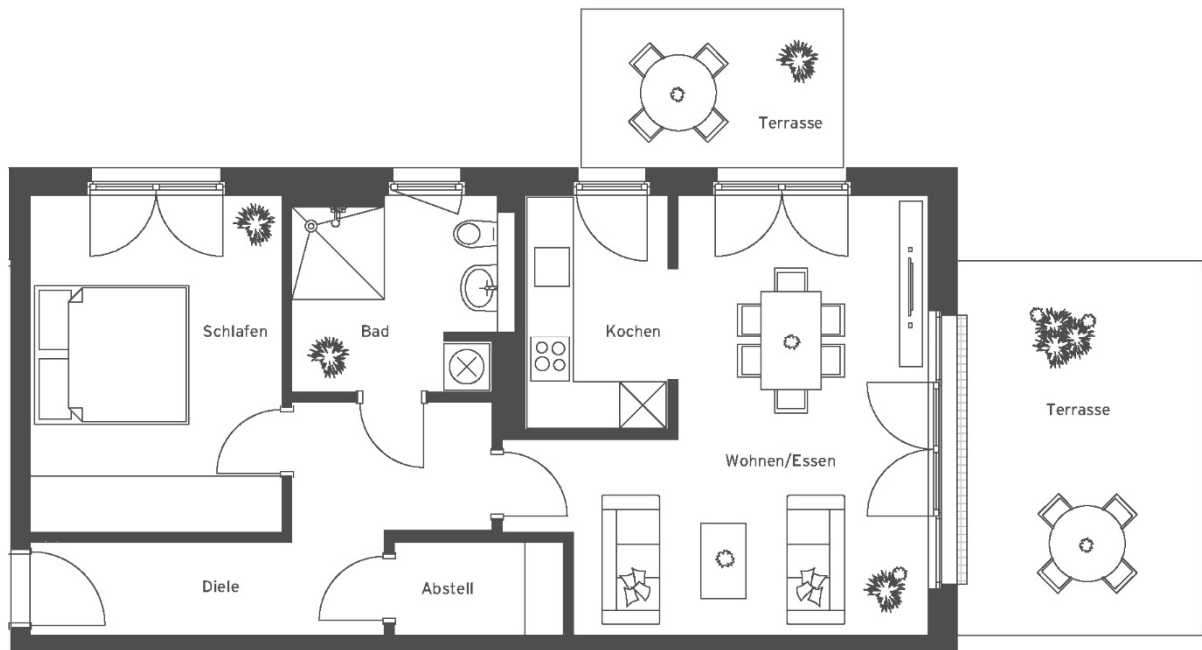 Terrasse
Schlafen
Bad
Kochen
Terrasse
Wohnen/Essen
Diele
Abstell